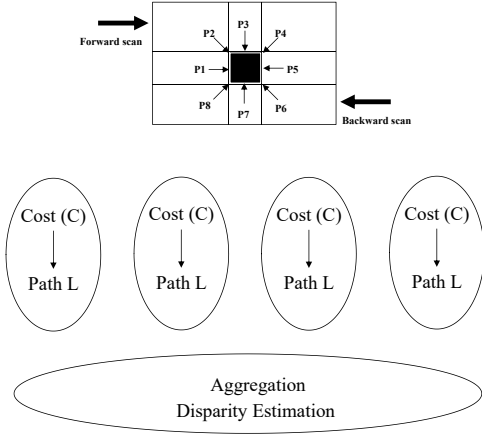 P3
P2
P4
Forward scan
P1
P5
P8
P7
P6
Backward scan
Cost (C)
Path L
Cost (C)
Path L
Cost (C)
Path L
Cost (C)
Path L
Aggregation
Disparity Estimation